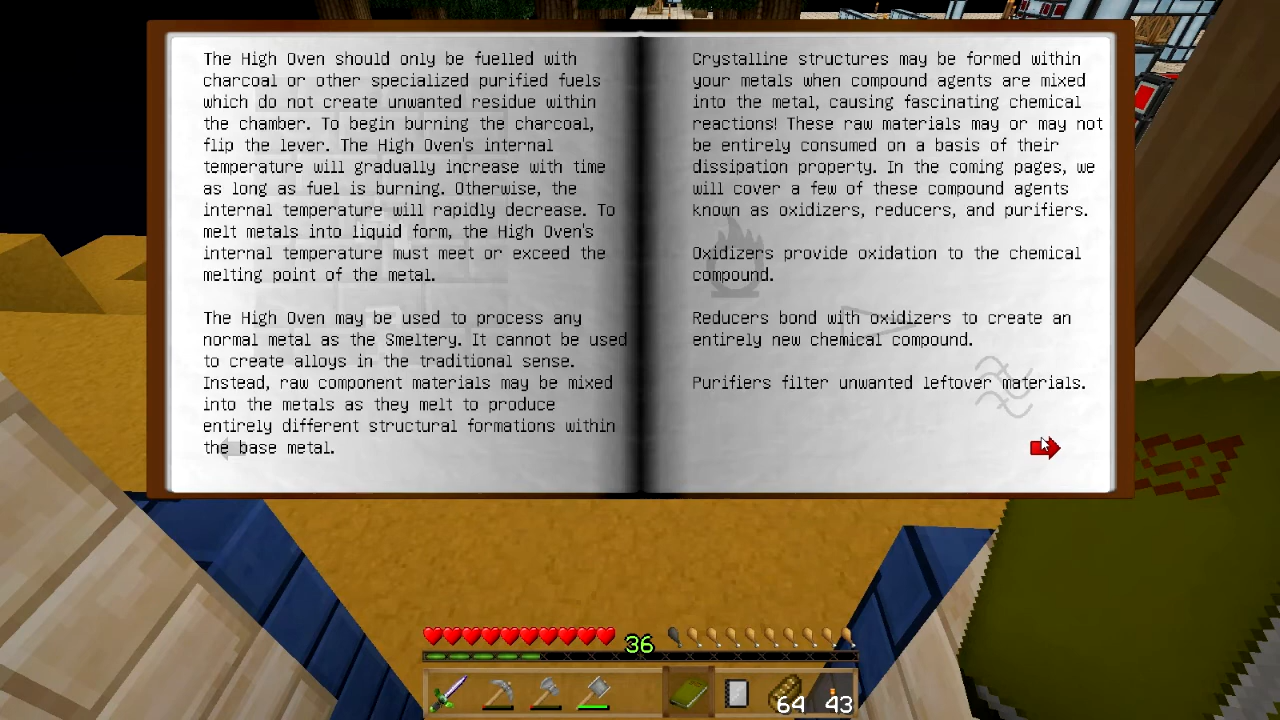 The High Oven should only be fuelled with
charcoal or other specialized purified fuels
which do not create unwanted residue within
the chamber. To begin burning the charcoal,
flip the lever. The High Oven's internal
temperature will gradually increase with time
as long as fuel is burning. Otherwise, the
internal temperature will rapidly decrease. To
melt metals into liquid form, the High Oven's
internal temperature must meet or exceed the
melting point of the metal.
The High Oven may be used to process any
normal metal as the Smeltery. It cannot be used
to create alloys in the traditional sense.
Instead, raw component materials may be mixed
into the metals as they melt to produce
entirely different structural formations within
the base metal.
Crystalline structures may be formed within
your metals when compound agents are mixed
into the metal, causing fascinating chemical
reactions! These raw materials may or may not
be entirely consumed on a basis of their
dissipation property. In the coming pages, we
will cover a few of these compound agents
known as oxidizers, reducers, and purifiers.
Oxidizers provide oxidation to the chemical
compound.
Reducers bond with oxidizers to create an
entirely new chemical compound.
Purifiers filter unwanted leftover materials.
36
64 43